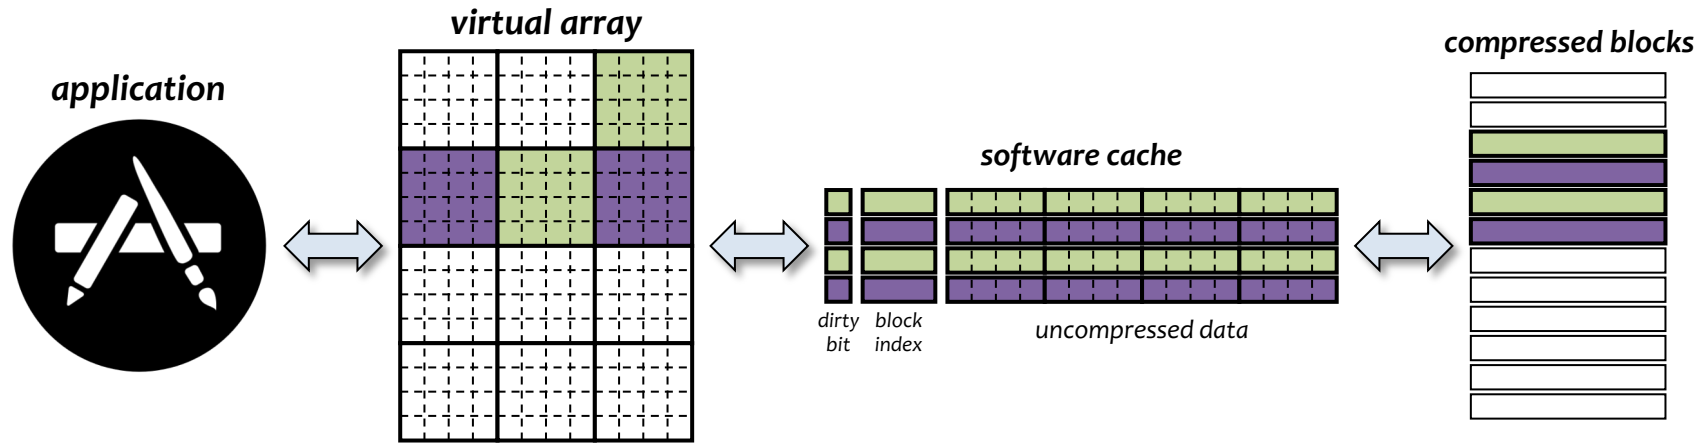 application
virtual array
software cache
dirty
bit
block
index
uncompressed data
compressed blocks